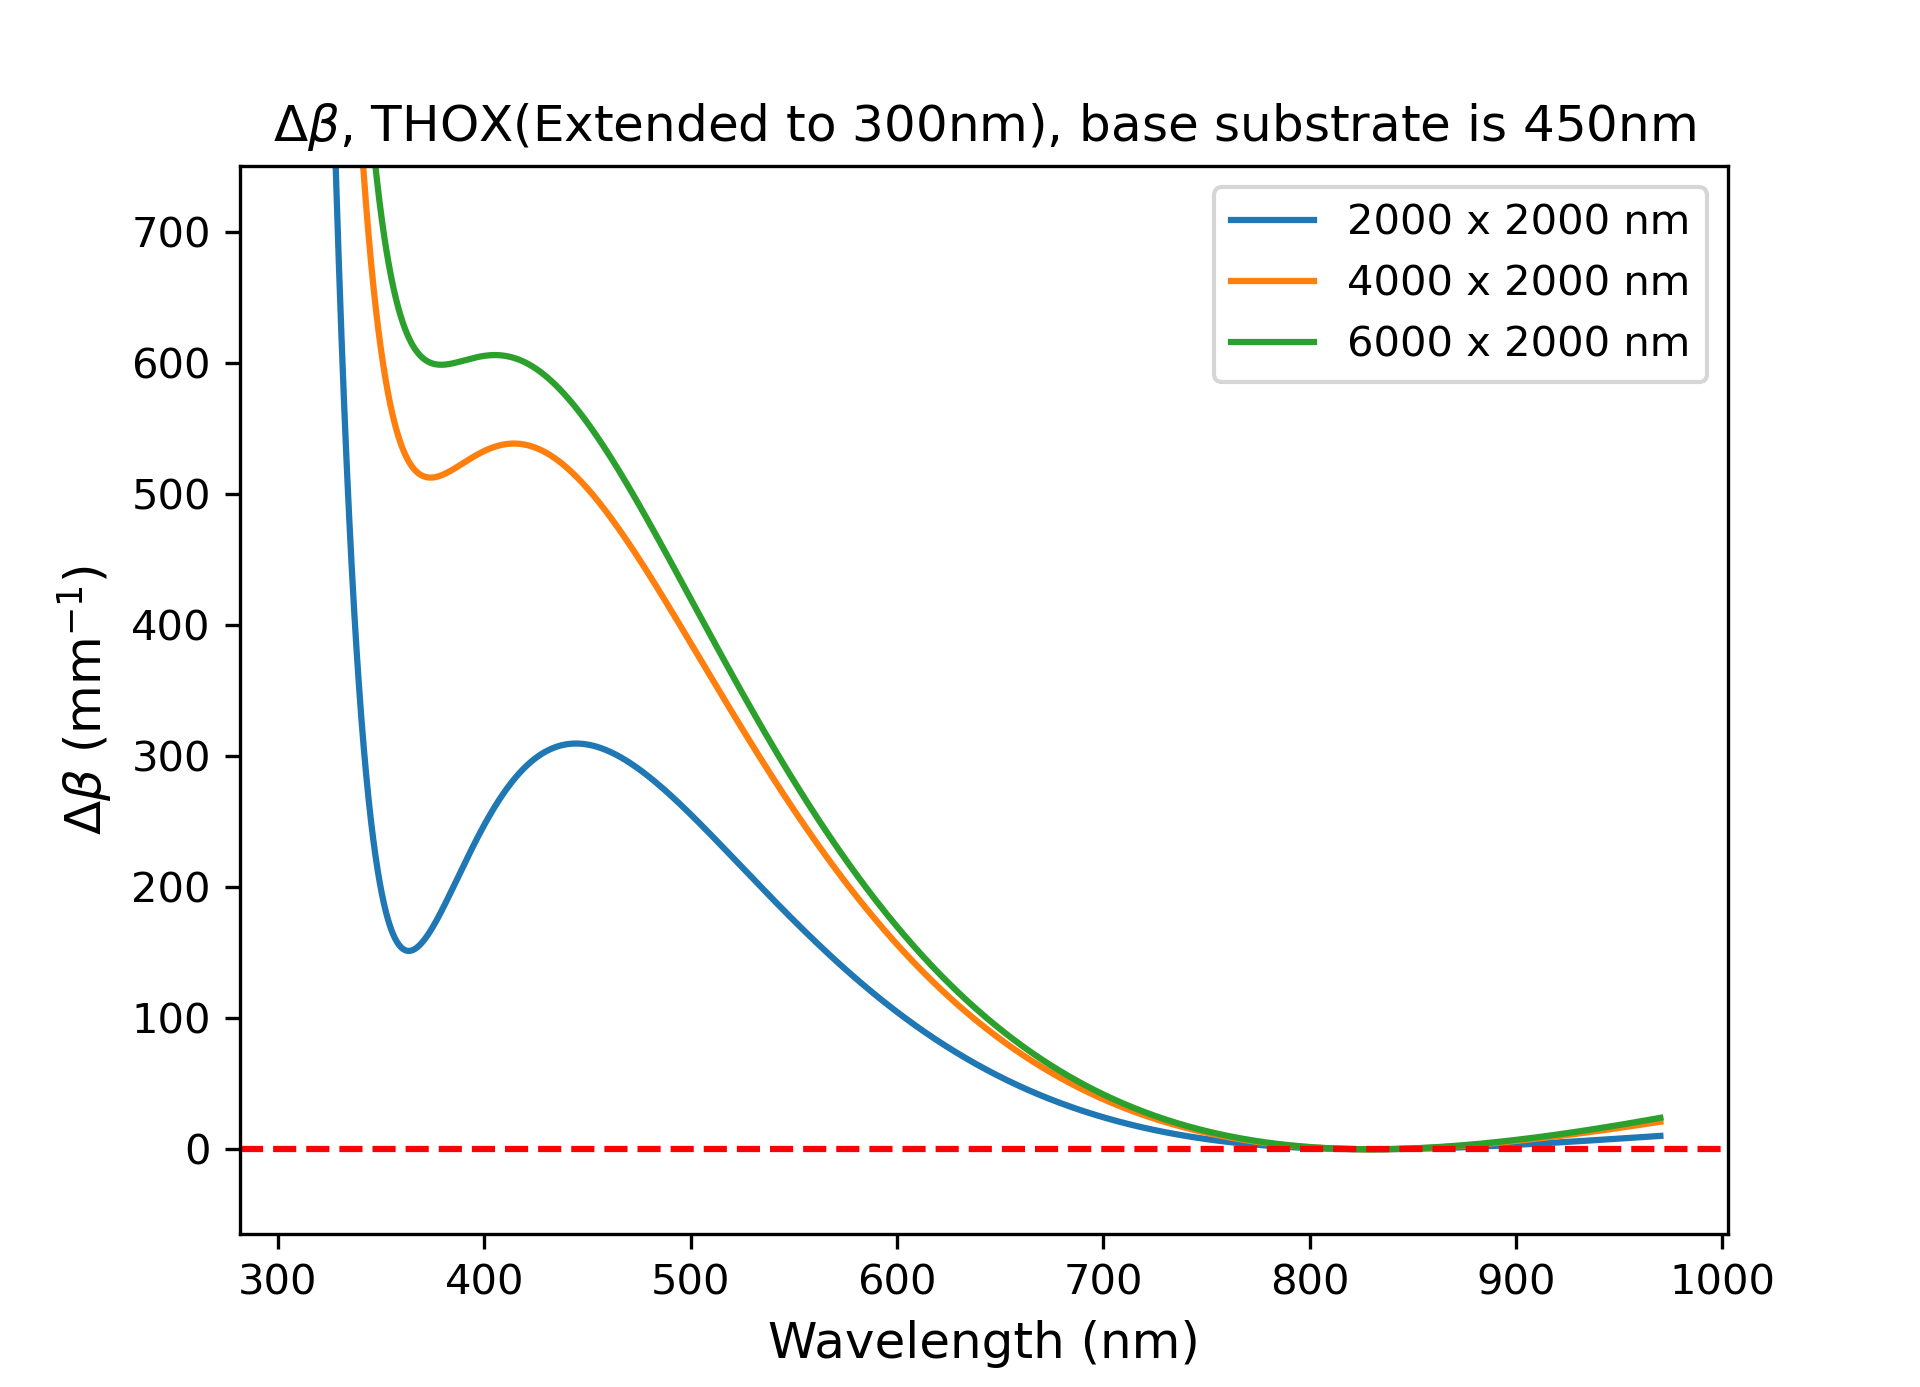 Δβ, THOX(Extended to 300nm), base substrate is 450nm
2000 x 2000 nm
4000 x 2000 nm
6000 x 2000 nm
700
600
500
400
300
200
100
0
Δβ (mm⁻¹)
300 400 500 600 700 800 900 1000
Wavelength (nm)